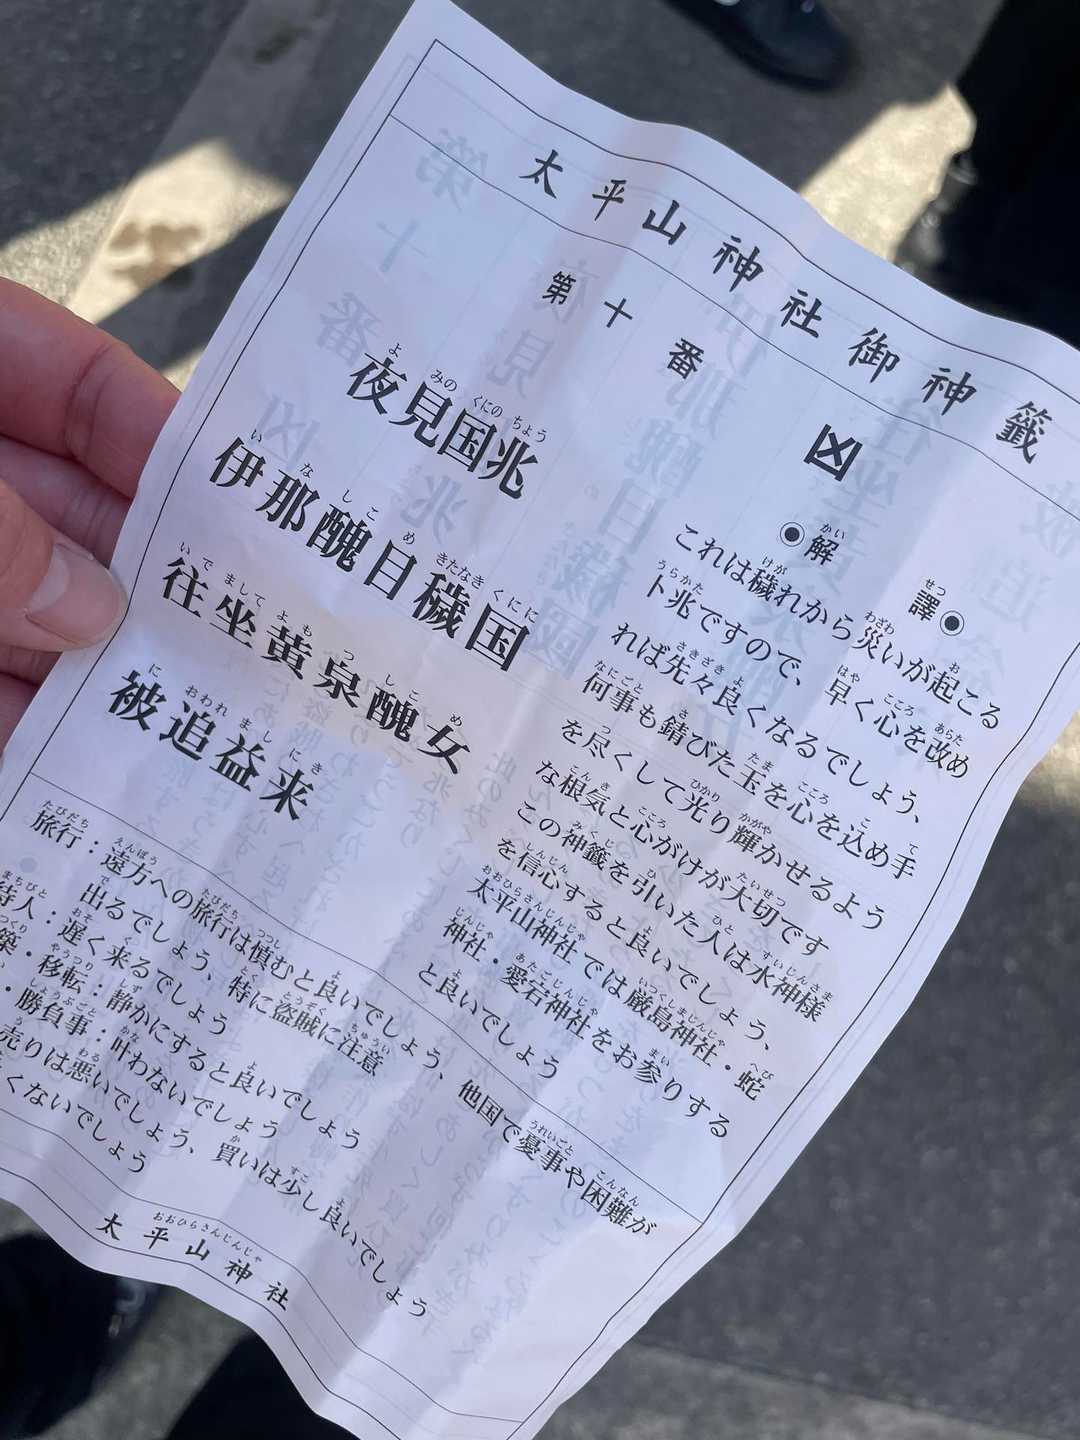 太平山神社御神籤
第十番 凶
夜見国兆
伊那醜目穢国
往坐黄泉醜女
被追益来
◉解譯◉
これは穢れから災いが起こる
卜兆ですので、早く心を改め
れば先々良くなるでしょう、
何事も錆びた玉を心を込め手
を尽くして光り輝かせるよう
な根気と心がけが大切です
この神籤を引いた人は水神様
を信心すると良いでしょう、
太平山神社では厳島神社・蛇
神社・愛宕神社をお参りする
と良いでしょう
旅行：遠方への旅行は慎むと良いでしょう、他国で憂事や困難が
出るでしょう、特に盗賊に注意
待人：遅く来るでしょう
築・移転：静かにすると良いでしょう
・勝負事：叶わないでしょう
売りは悪いでしょう、買いは少し良いでしょう
くないでしょう
太平山神社